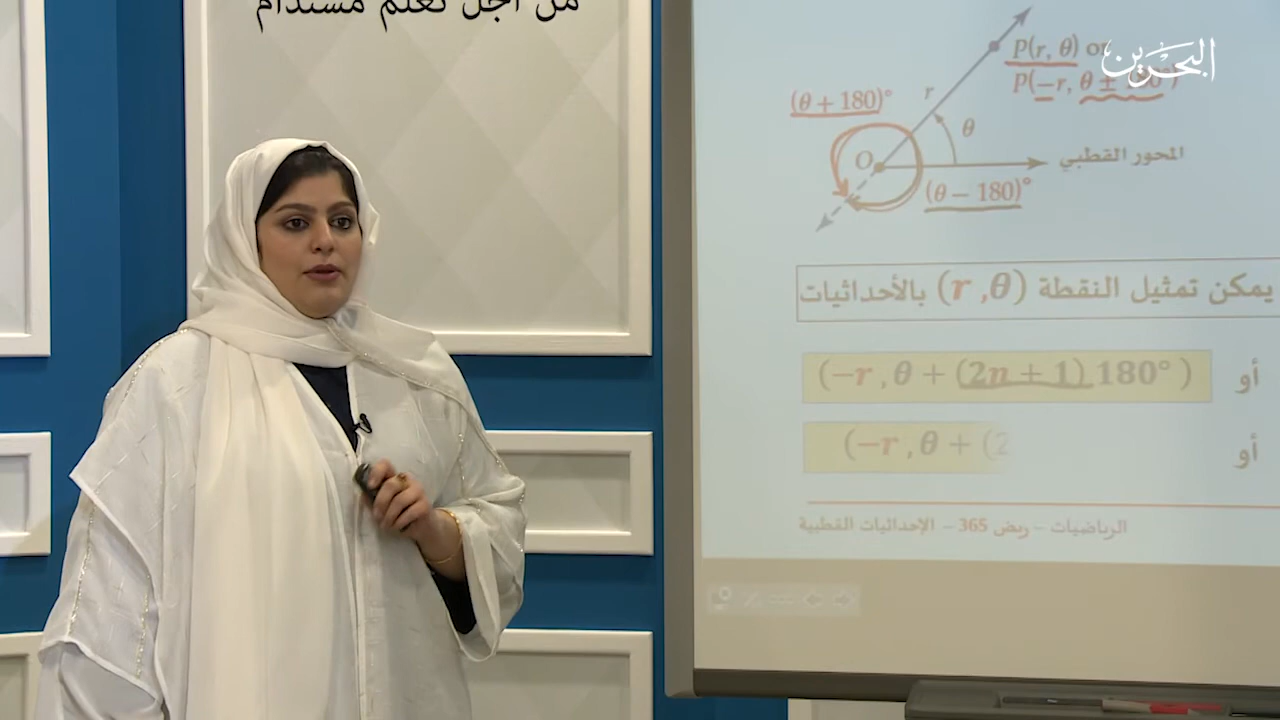 من أجل تعلم مستدام
البحرين
P(r, θ) or
P(−r, θ ± 180°)
(θ + 180)°
r
θ
O
المحور القطبي
(θ − 180)°
يمكن تمثيل النقطة (r ,θ) بالأحداثيات
(−r ,θ + (2n + 1) 180° ) أو
(−r ,θ + (2 أو
الرياضيات – ريض 365 – الإحداثيات القطبية